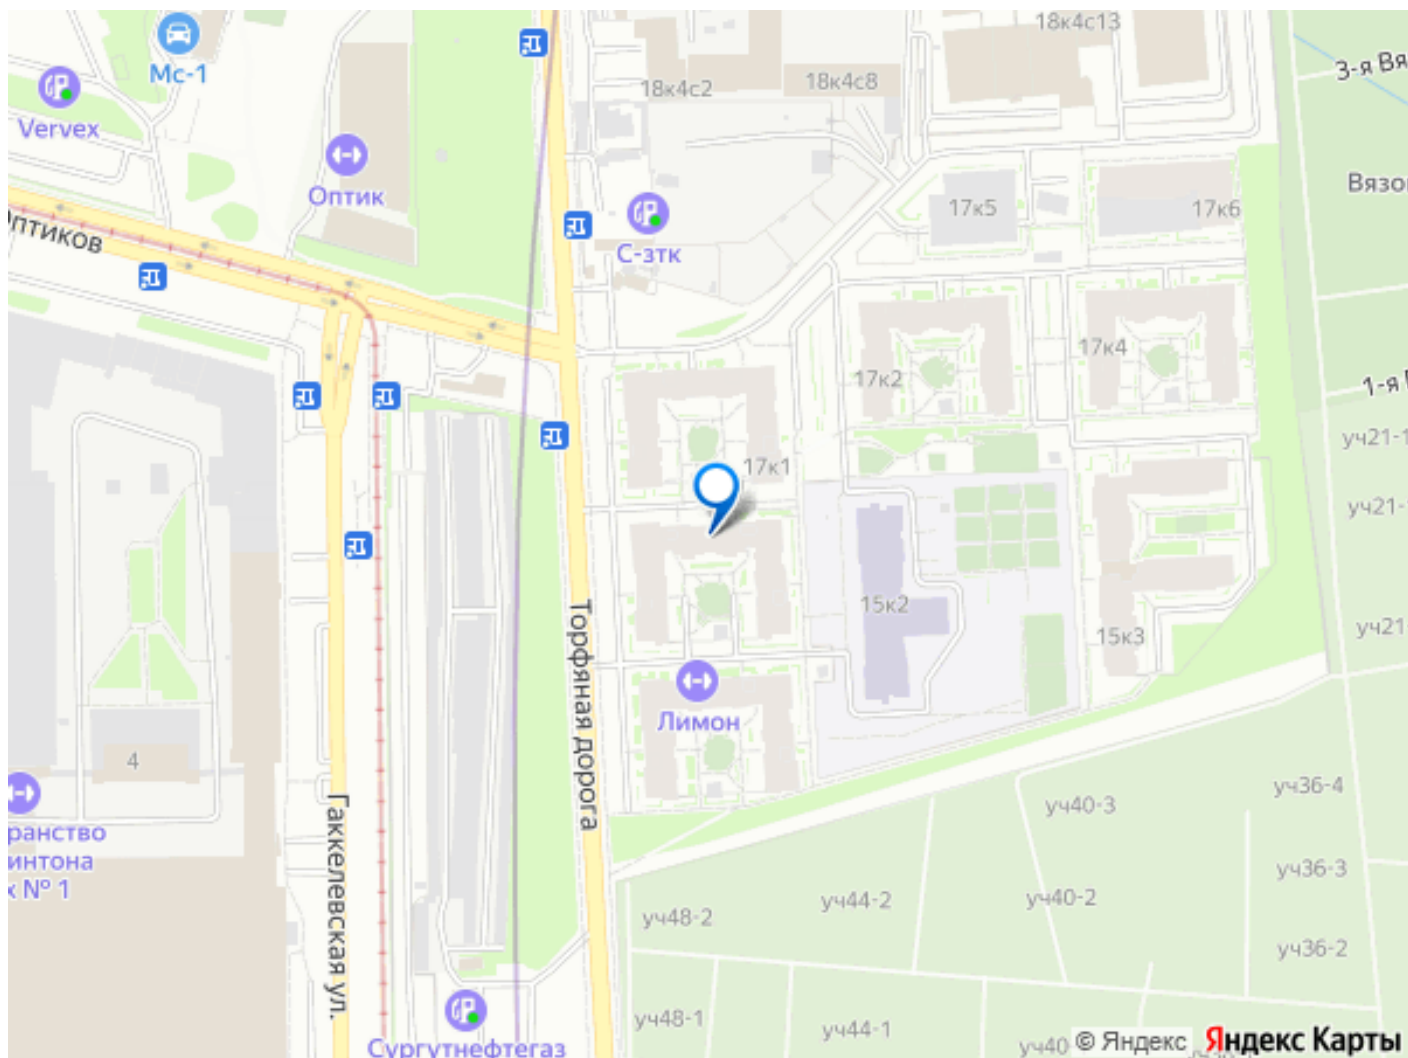 18к4с13
Мс-1
3-я Вя
18к4с2
18к4с8
Vervex
Оптик
Вязо
17к5
17к6
Оптиков
С-зтк
17к4
17к2
1-я
уч21-1
17к1
уч21-
15к2
уч21
15к3
Торфяная дорога
Лимон
4
уч36-4
уч40-3
ранство
интона
х № 1
Гаккелевская ул.
уч36-3
уч44-2
уч40-2
уч48-2
уч36-2
уч48-1
уч44-1
уч40
Сургутнефтегаз
© Яндекс Яндекс Карты